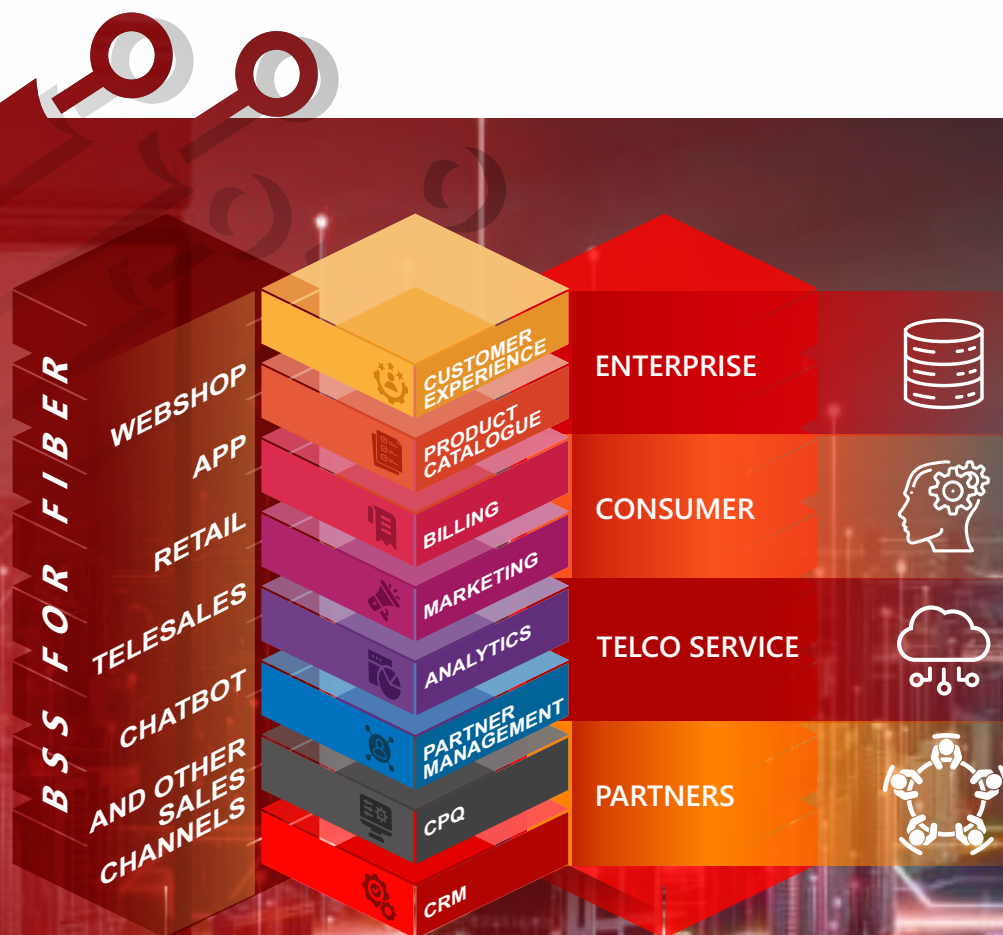 BSS FOR FIBER
WEBSHOP
APP
RETAIL
TELESALES
CHATBOT
AND OTHER
SALES
CHANNELS
CUSTOMER
EXPERIENCE
PRODUCT
CATALOGUE
BILLING
MARKETING
ANALYTICS
PARTNER
MANAGEMENT
CPQ
CRM
ENTERPRISE
CONSUMER
TELCO SERVICE
PARTNERS